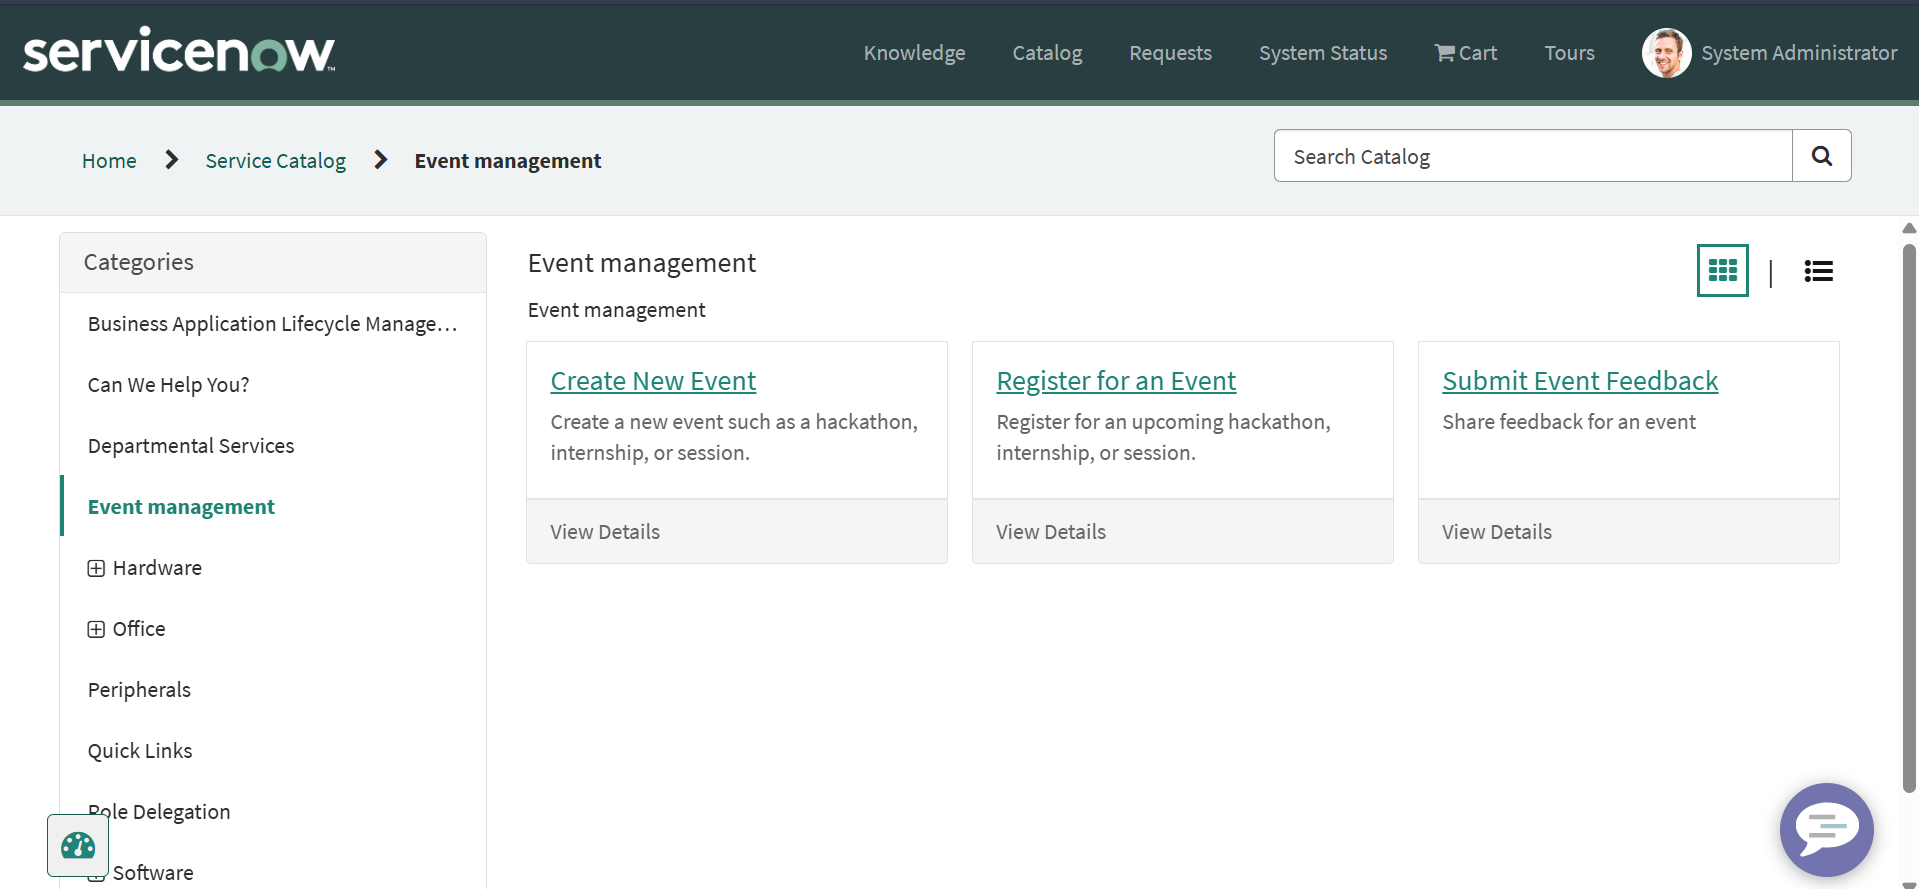 servicenow™
Knowledge
Catalog
Requests
System Status
Cart
Tours
System Administrator
Home
Service Catalog
Event management
Search Catalog
Categories
Business Application Lifecycle Manage...
Can We Help You?
Departmental Services
Event management
Hardware
Office
Peripherals
Quick Links
Role Delegation
Software
Event management
Event management
Create New Event
Create a new event such as a hackathon,
internship, or session.
View Details
Register for an Event
Register for an upcoming hackathon,
internship, or session.
View Details
Submit Event Feedback
Share feedback for an event
View Details